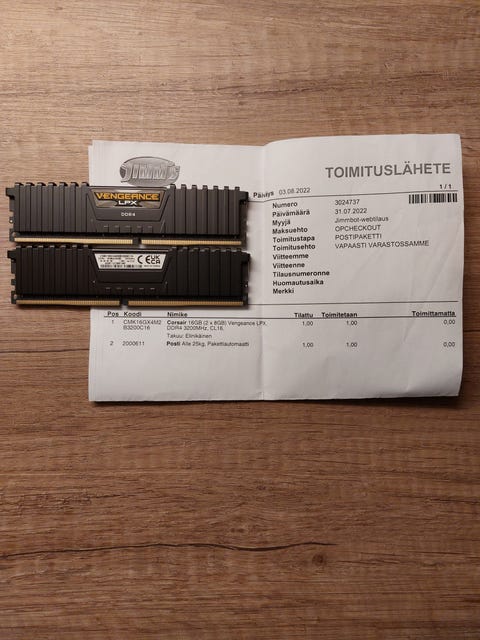 JIMM'S
TOIMITUSLÄHETE
Päiväys 03.08.2022
1 / 1
Numero 3024737
Päivämäärä 31.07.2022
Myyjä Jimmbot-webtilaus
Maksuehto OPCHECKOUT
Toimitustapa POSTIPAKETTI
Toimitusehto VAPAASTI VARASTOSSAMME
Viitteemme
Viitteenne
Tilausnumeronne
Huomautusaika
Merkki
VENGEANCE
LPX
DDR4
UK CA
Pos Koodi Nimike Tilattu Toimitetaan Toimittamatta
1 CMK16GX4M2 Corsair 16GB (2 x 8GB) Vengeance LPX, 1,00 1,00 0,00
B3200C16 DDR4 3200MHz, CL16,
Takuu: Elinikäinen
2 2000611 Posti Alle 25kg, Pakettiautomaatti 1,00 1,00 0,00